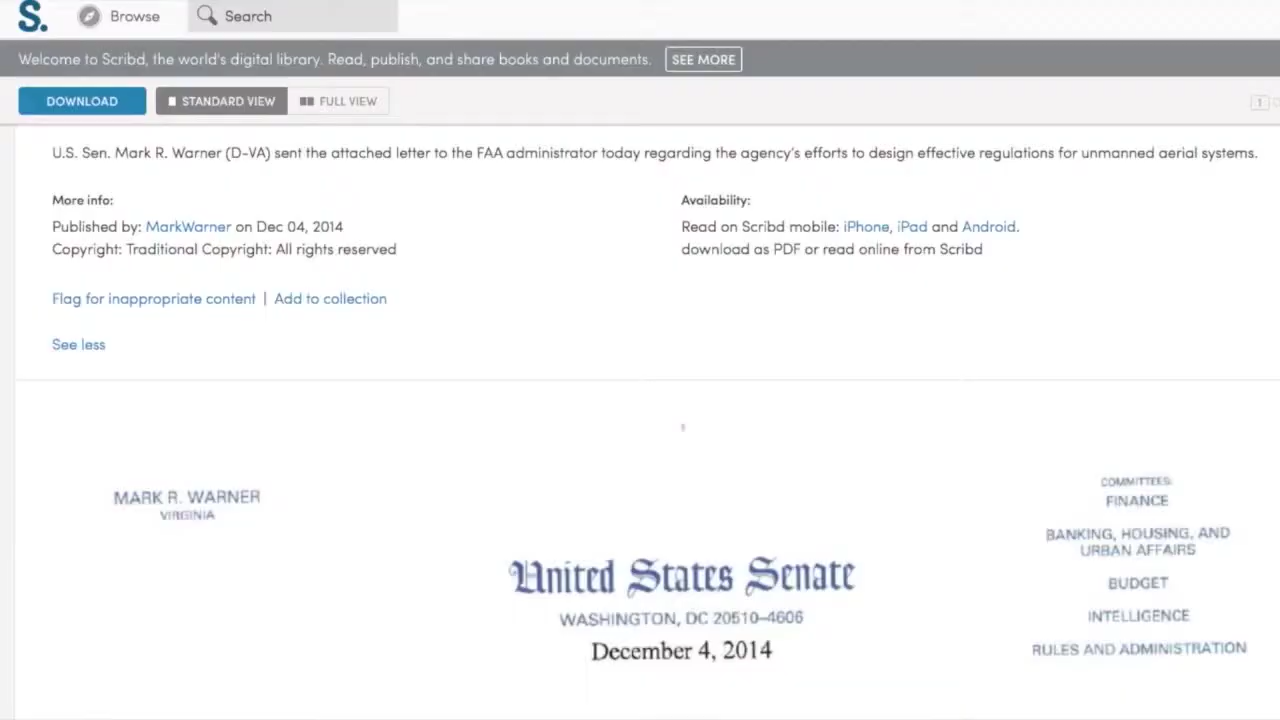 S.
Browse
Search
Welcome to Scribd, the world's digital library. Read, publish, and share books and documents.
SEE MORE
DOWNLOAD
STANDARD VIEW
FULL VIEW
1
U.S. Sen. Mark R. Warner (D-VA) sent the attached letter to the FAA administrator today regarding the agency's efforts to design effective regulations for unmanned aerial systems.
More info:
Published by: MarkWarner on Dec 04, 2014
Copyright: Traditional Copyright: All rights reserved
Availability:
Read on Scribd mobile: iPhone, iPad and Android.
download as PDF or read online from Scribd
Flag for inappropriate content | Add to collection
See less
MARK R. WARNER
VIRGINIA
United States Senate
WASHINGTON, DC 20510–4606
December 4, 2014
COMMITTEES:
FINANCE
BANKING, HOUSING, AND
URBAN AFFAIRS
BUDGET
INTELLIGENCE
RULES AND ADMINISTRATION